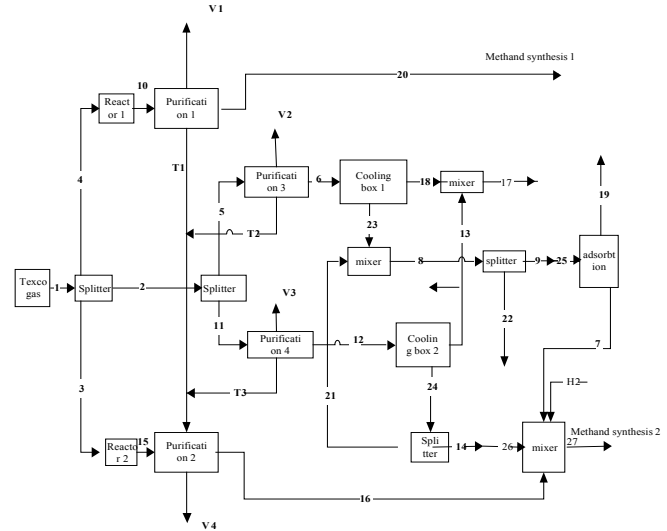 V1
Methand synthesis 1
10
20
Reac t
or 1
Purificati
on 1
V2
4
T1
Purificati
on 3
6
Cooling
box 1
18
mixer
17
19
5
23
13
T2
mixer
8
splitter
9
25
adsorbt
ion
Texco
gas
1
Splitter
2
Splitter
V3
11
22
Purificati
on 4
12
Coolin
g box 2
7
3
T3
21
24
H2
Reacto
r 2
15
Purificati
on 2
Spli
tter
14
26
mixer
Methand synthesis 2
27
16
V4